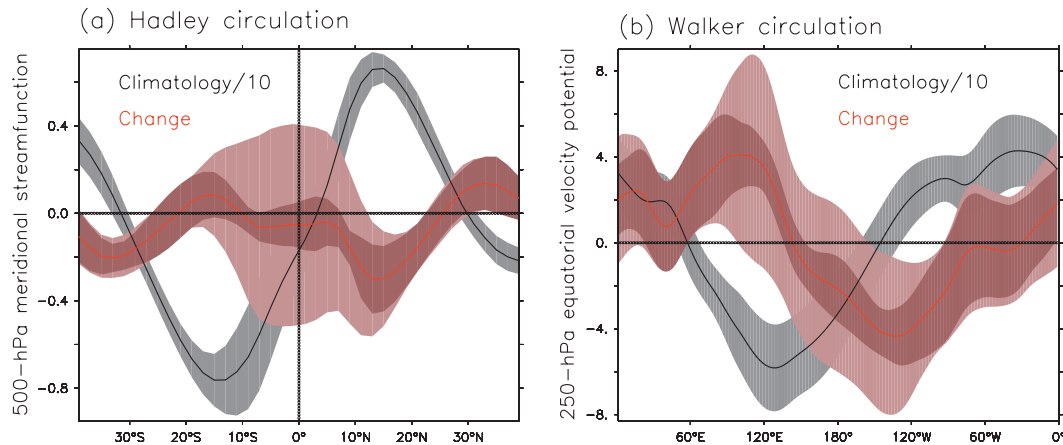 (a) Hadley circulation
500-hPa meridional streamfunction
Climatology/10
Change
0.4
0.0
-0.4
-0.8
30°S 20°S 10°S 0° 10°N 20°N 30°N
(b) Walker circulation
250-hPa equatorial velocity potential
Climatology/10
Change
8.
4.
0.
-4.
-8.
60°E 120°E 180° 120°W 60°W 0°